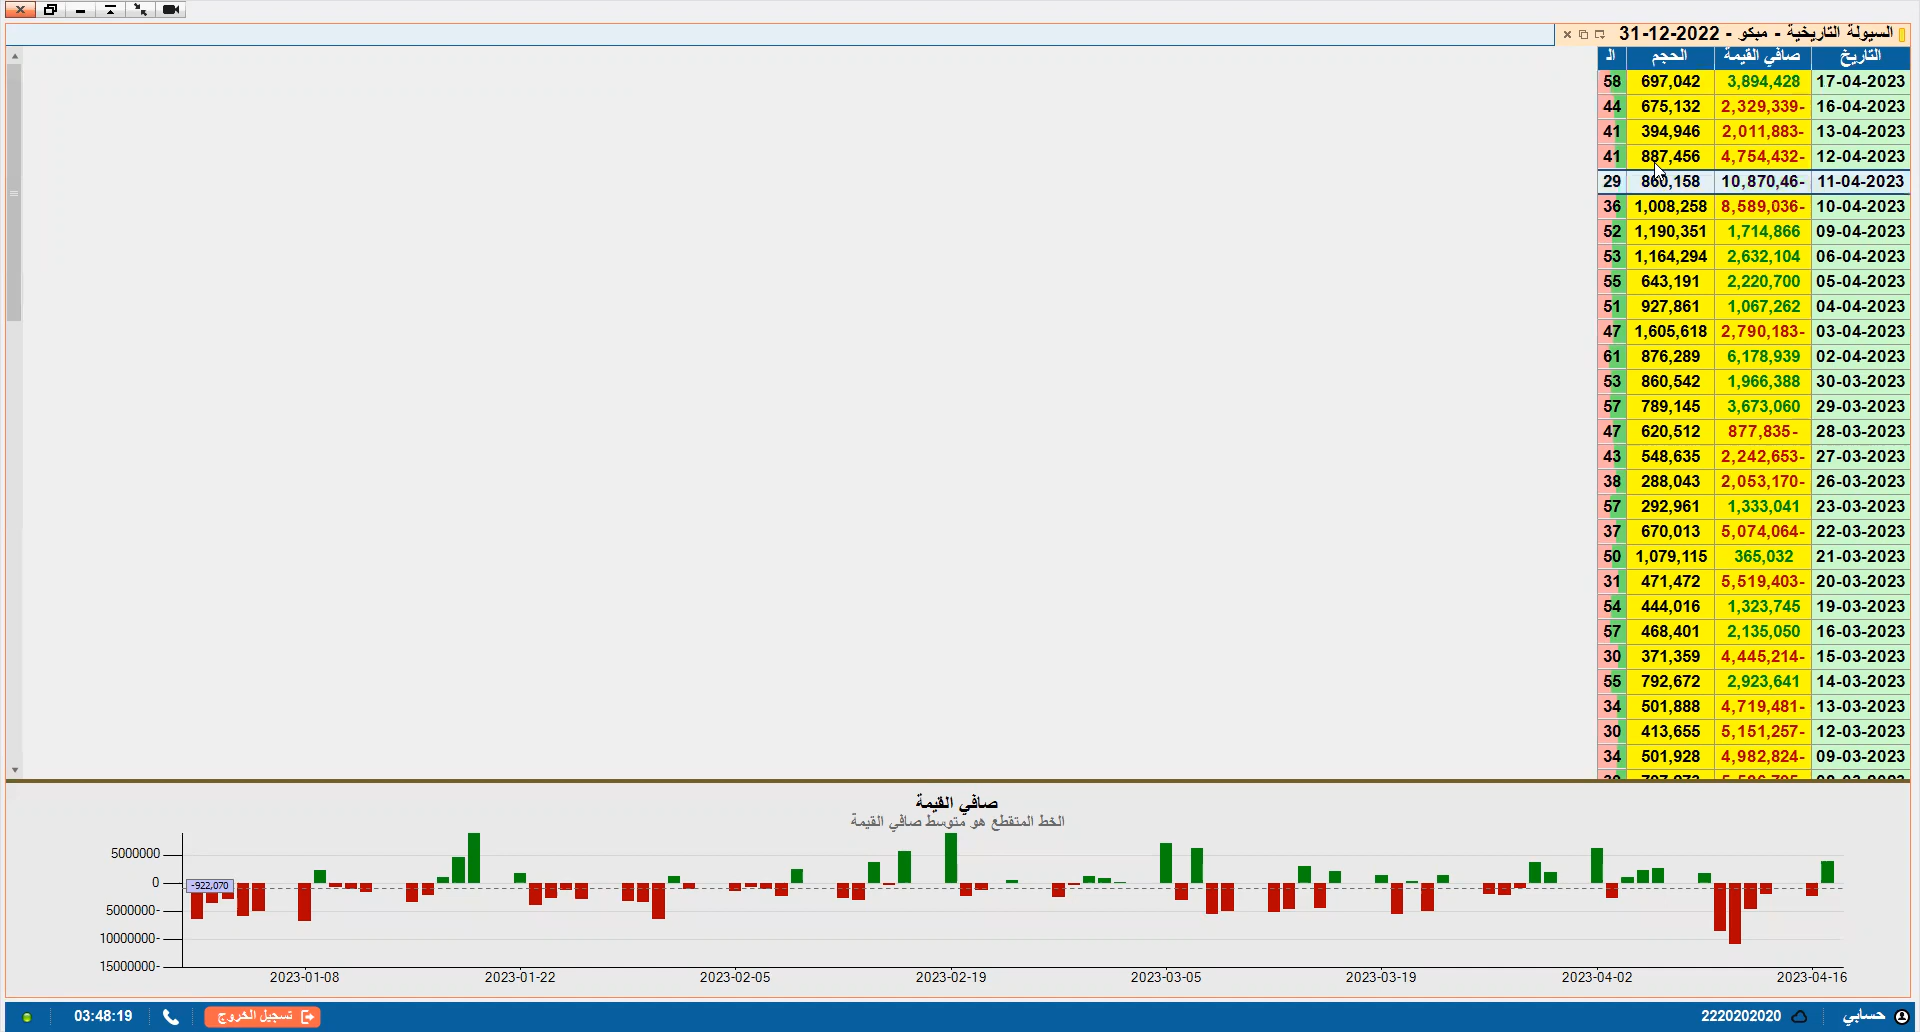 السيولة التاريخية - مبكو - 2022-12-31
التاريخ صافي القيمة الحجم الـ
17-04-2023 3,894,428 697,042 58
16-04-2023 2,329,339- 675,132 44
13-04-2023 2,011,883- 394,946 41
12-04-2023 4,754,432- 887,456 41
11-04-2023 10,870,46- 860,158 29
10-04-2023 8,589,036- 1,008,258 36
09-04-2023 1,714,866 1,190,351 52
06-04-2023 2,632,104 1,164,294 53
05-04-2023 2,220,700 643,191 55
04-04-2023 1,067,262 927,861 51
03-04-2023 2,790,183- 1,605,618 47
02-04-2023 6,178,939 876,289 61
30-03-2023 1,966,388 860,542 53
29-03-2023 3,673,060 789,145 57
28-03-2023 877,835- 620,512 47
27-03-2023 2,242,653- 548,635 43
26-03-2023 2,053,170- 288,043 38
23-03-2023 1,333,041 292,961 57
22-03-2023 5,074,064- 670,013 37
21-03-2023 365,032 1,079,115 50
20-03-2023 5,519,403- 471,472 31
19-03-2023 1,323,745 444,016 54
16-03-2023 2,135,050 468,401 57
15-03-2023 4,445,214- 371,359 30
14-03-2023 2,923,641 792,672 55
13-03-2023 4,719,481- 501,888 34
12-03-2023 5,151,257- 413,655 30
09-03-2023 4,982,824- 501,928 34
صافي القيمة
الخط المتقطع هو متوسط صافي القيمة
5000000
0
-922,070
5000000-
10000000-
15000000-
2023-01-08 2023-01-22 2023-02-05 2023-02-19 2023-03-05 2023-03-19 2023-04-02 2023-04-16
حسابي 2220202020 تسجيل الخروج 03:48:19